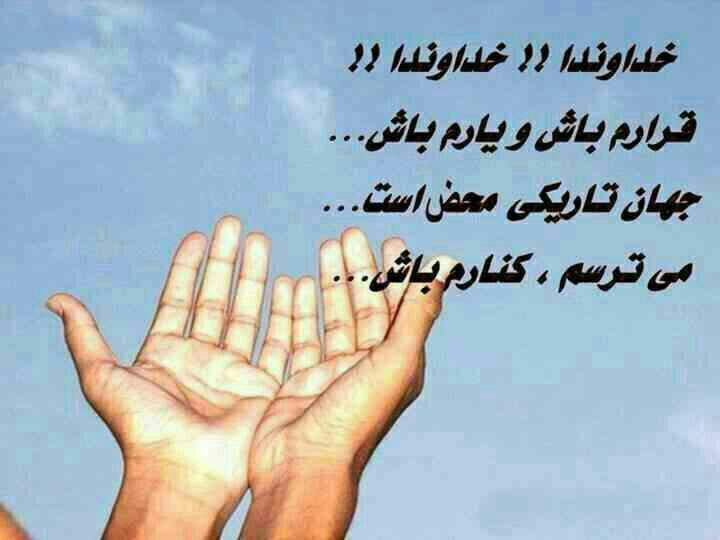 خداوندا !! خداوندا !!
قرارم باش و یارم باش...
جهان تاریکی محض است...
می ترسم ، کنارم باش...